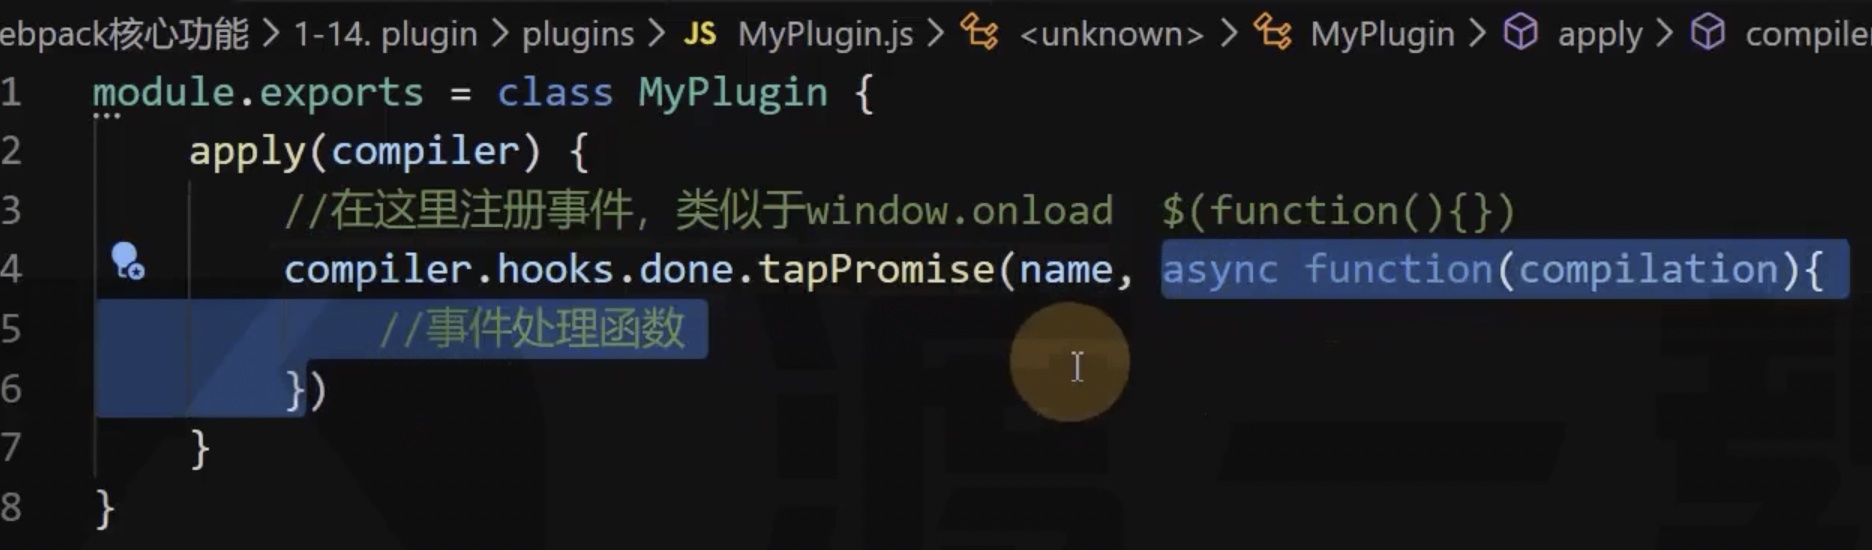 ebpack核心功能 > 1-14. plugin > plugins > JS MyPlugin.js > <unknown> > MyPlugin > apply > compiler
1 module.exports = class MyPlugin {
2 apply(compiler) {
3 //在这里注册事件，类似于window.onload $(function(){})
4 compiler.hooks.done.tapPromise(name, async function(compilation){
5 //事件处理函数
6 })
7 }
8 }